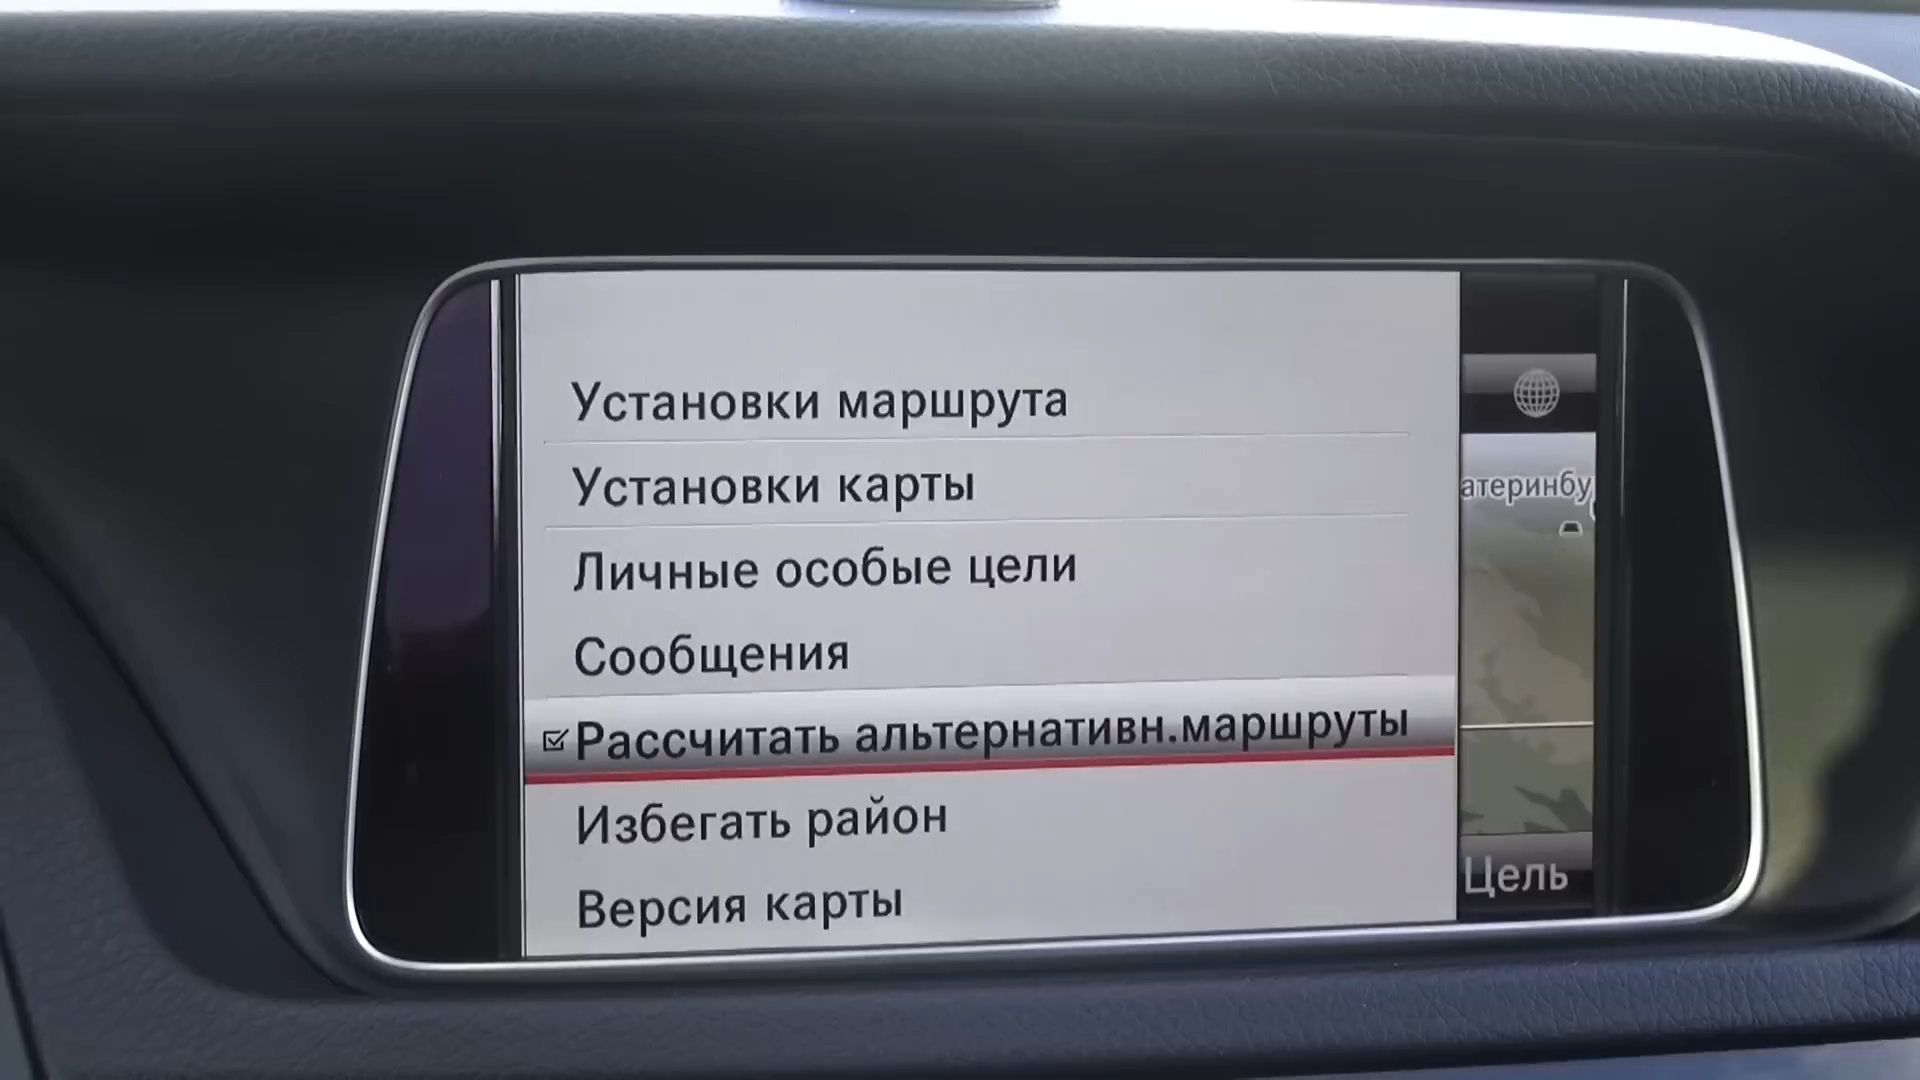 Установки маршрута
Установки карты
атеринбу
Личные особые цели
Сообщения
Рассчитать альтернативн.маршруты
Избегать район
Версия карты
Цель